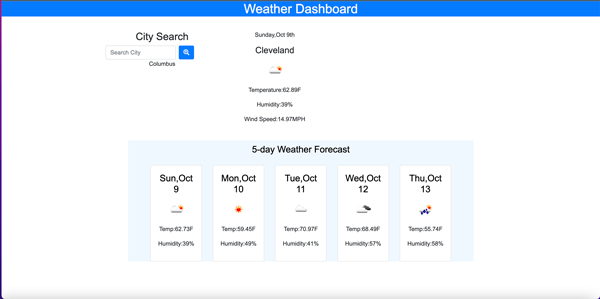 Weather Dashboard
City Search
Search City
Columbus
Sunday,Oct 9th
Cleveland
Temperature:62.89F
Humidity:39%
Wind Speed:14.97MPH
5-day Weather Forecast
Sun,Oct
9
Temp:62.73F
Humidity:39%
Mon,Oct
10
Temp:59.45F
Humidity:49%
Tue,Oct
11
Temp:70.97F
Humidity:41%
Wed,Oct
12
Temp:68.49F
Humidity:57%
Thu,Oct
13
Temp:55.74F
Humidity:58%